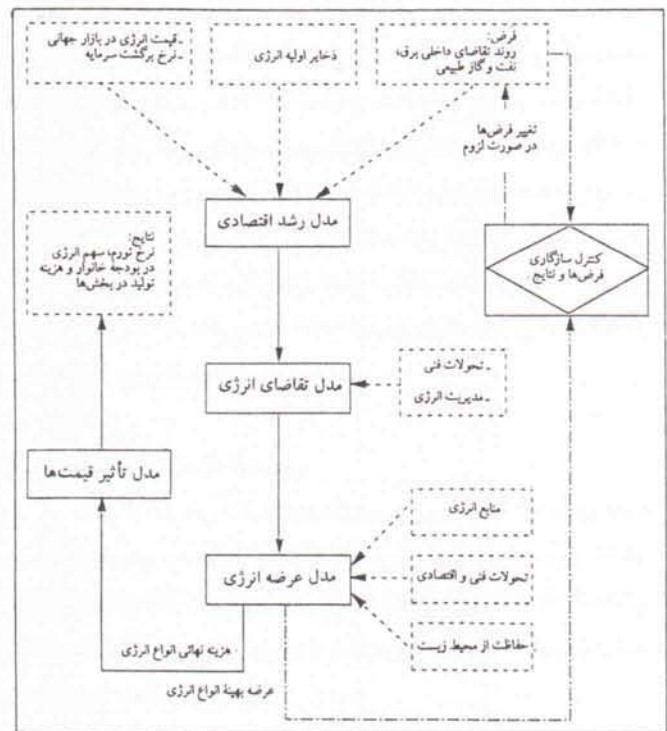 ـ قیمت انرژی در بازار جهانی
ـ نرخ برگشت سرمایه
ذخایر اولیه انرژی
فرض:
روند تقاضای داخلی برق،
نفت و گاز طبیعی
تغییر فرض‌ها
در صورت لزوم
مدل رشد اقتصادی
نتایج:
نرخ تورم، سهم انرژی
در بودجه خانوار و هزینه
تولید در بخش‌ها
کنترل سازگاری
فرض‌ها و نتایج
مدل تقاضای انرژی
ـ تحولات فنی
ـ مدیریت انرژی
مدل تأثیر قیمت‌ها
منابع انرژی
مدل عرضه انرژی
تحولات فنی و اقتصادی
حفاظت از محیط زیست
هزینه نهائی انواع انرژی
عرضه بهینهٔ انواع انرژی